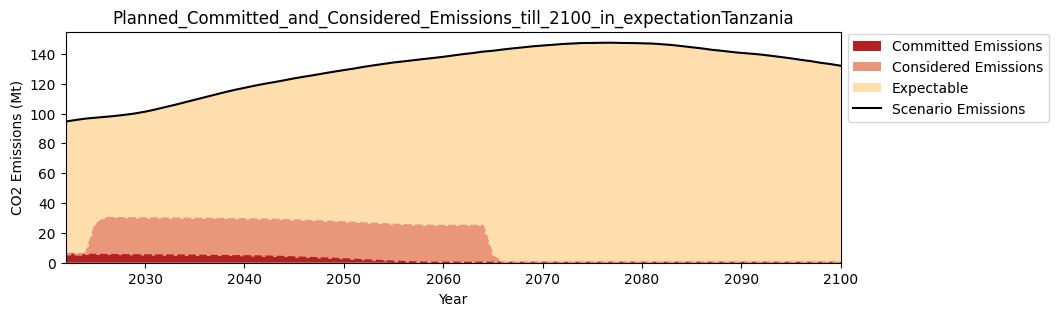 Planned_Committed_and_Considered_Emissions_till_2100_in_expectationTanzania
140
120
100
80
60
40
20
0
CO2 Emissions (Mt)
2030 2040 2050 2060 2070 2080 2090 2100
Year
Committed Emissions
Considered Emissions
Expectable
Scenario Emissions